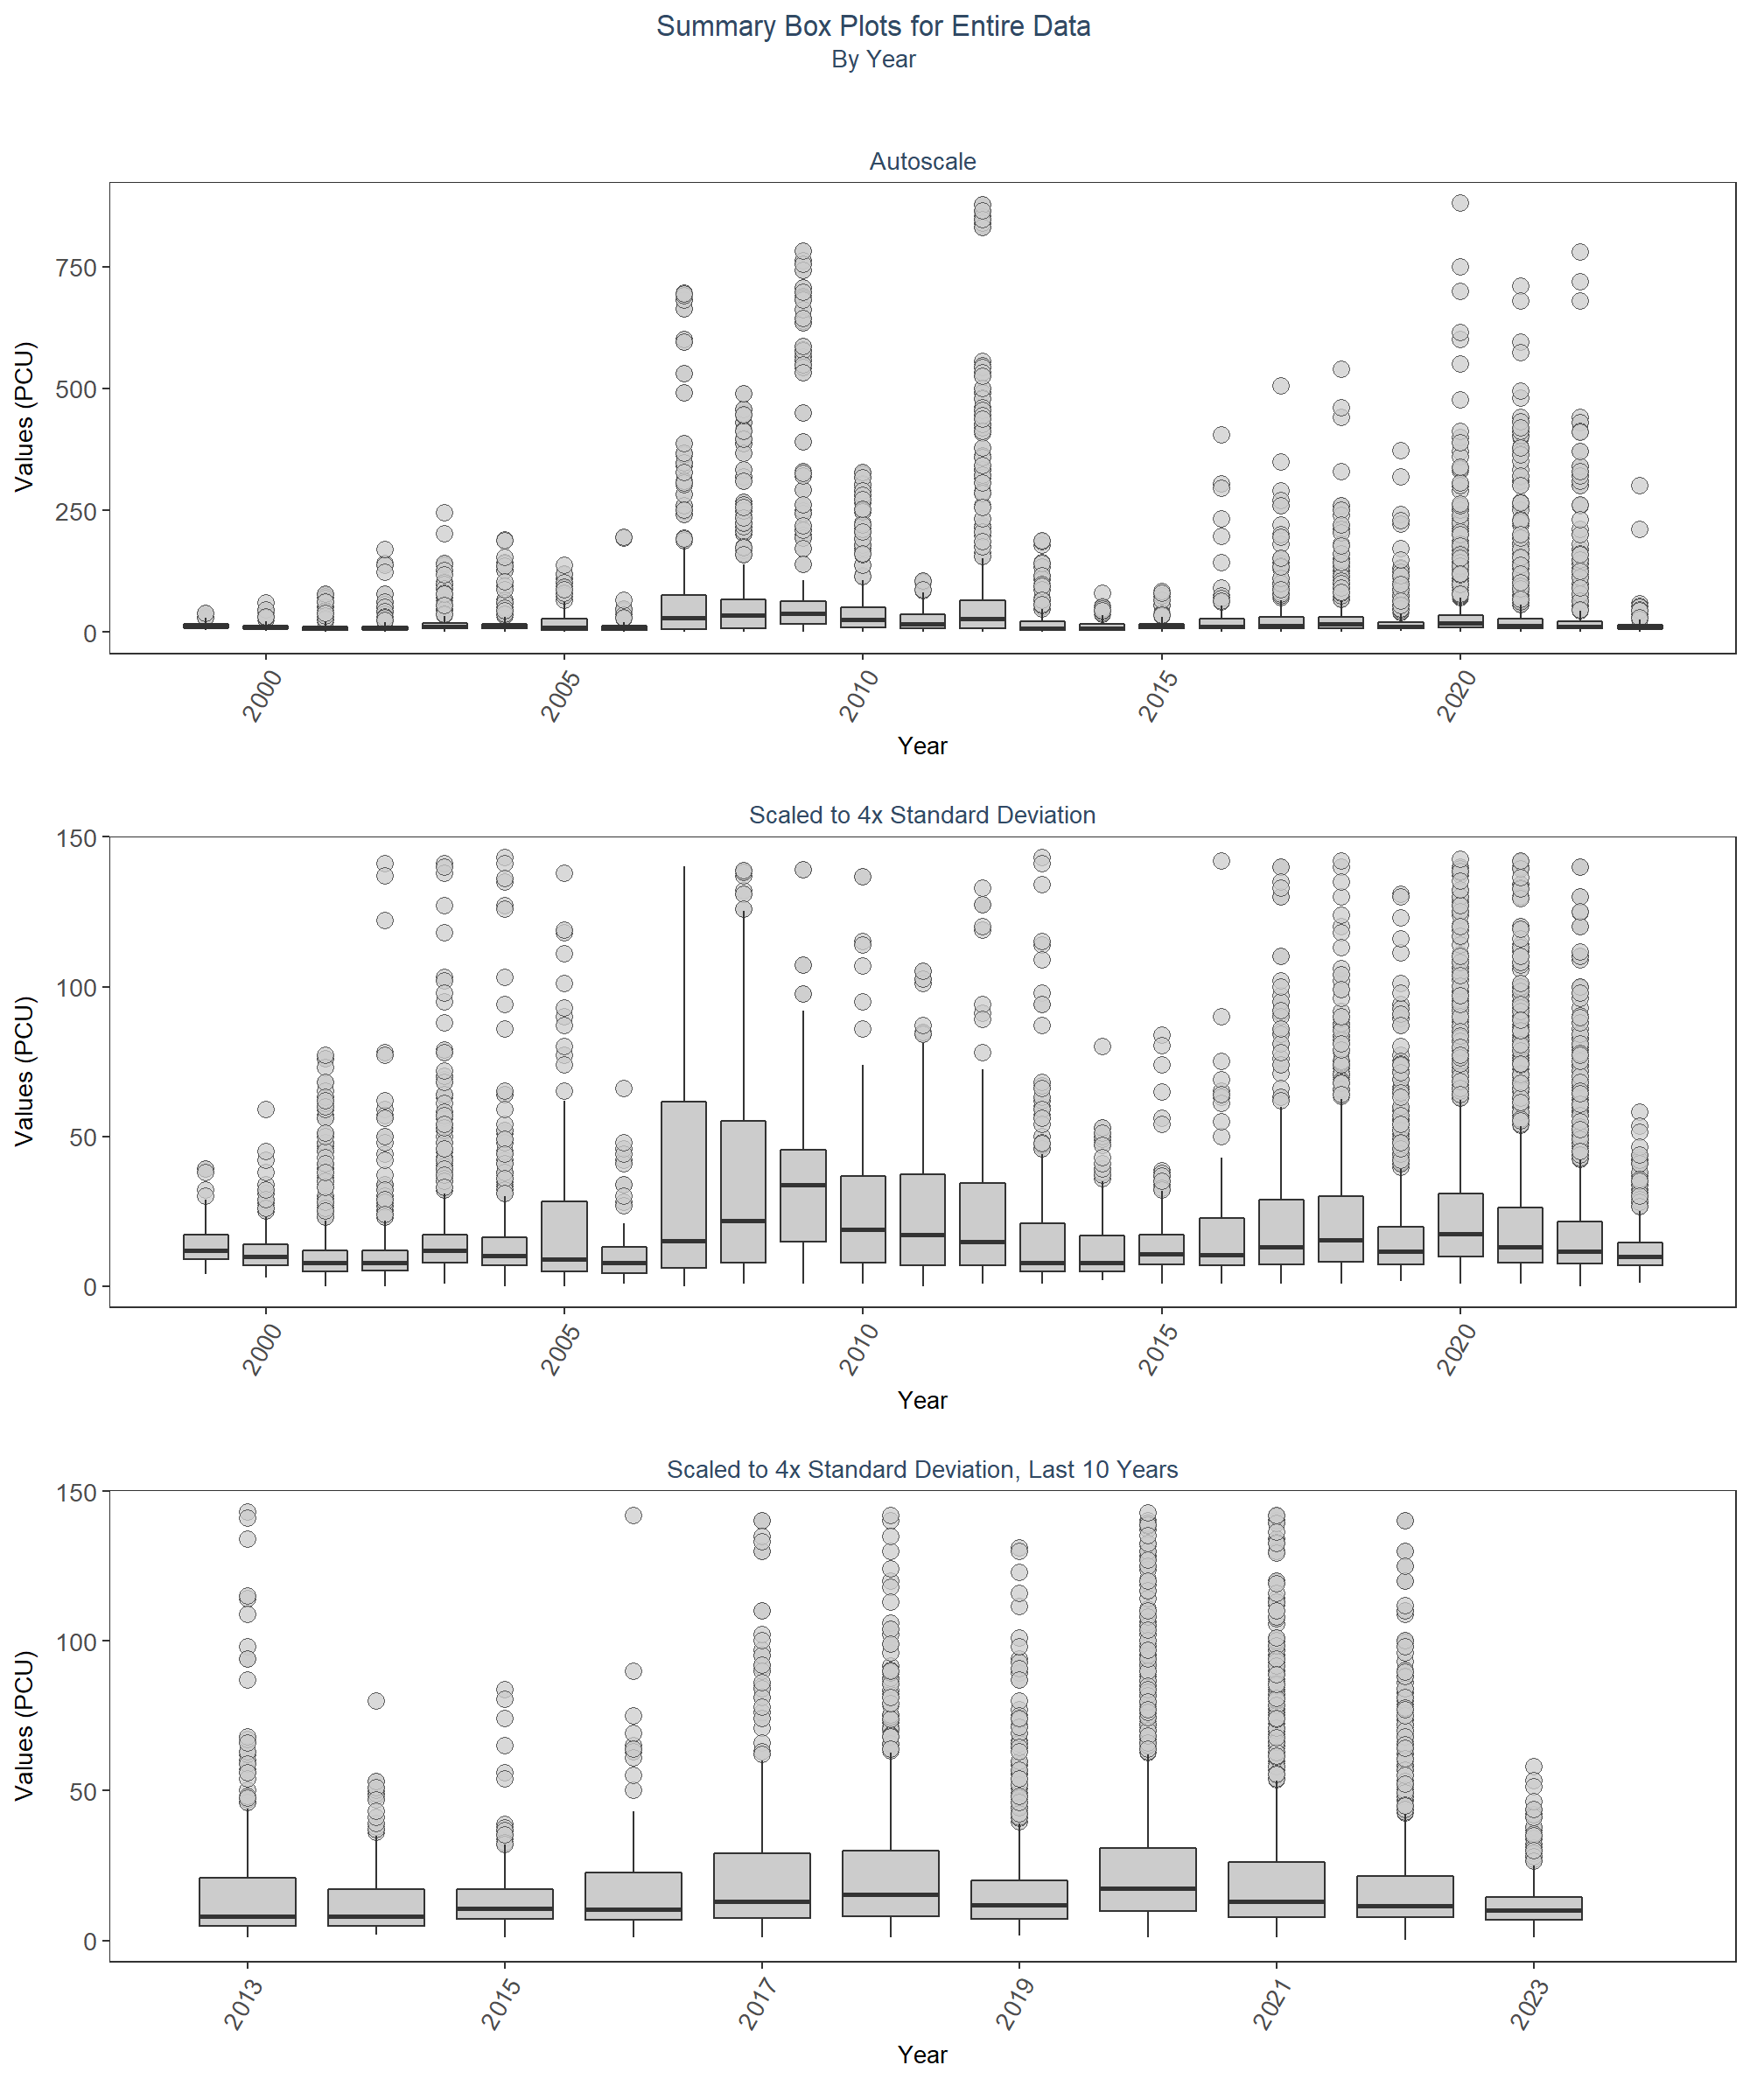 Summary Box Plots for Entire Data
By Year
Autoscale
Values (PCU)
750
500
250
0
2000 2005 2010 2015 2020
Year
Scaled to 4x Standard Deviation
Values (PCU)
150
100
50
0
2000 2005 2010 2015 2020
Year
Scaled to 4x Standard Deviation, Last 10 Years
Values (PCU)
150
100
50
0
2013 2015 2017 2019 2021 2023
Year